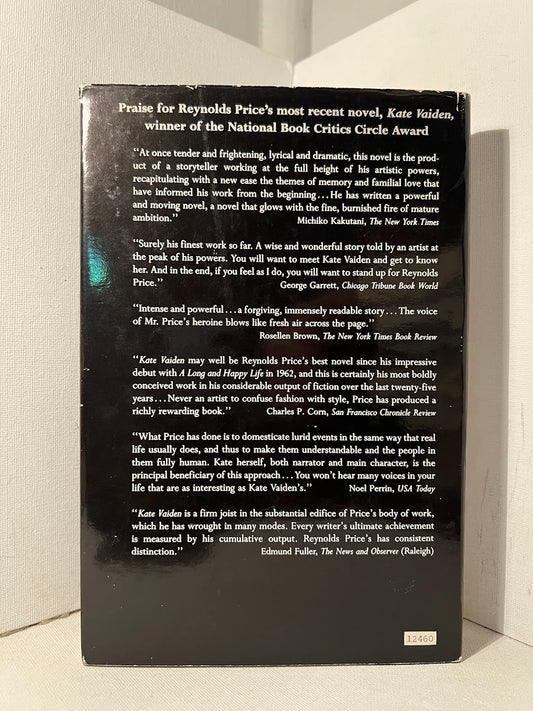 Praise for Reynolds Price's most recent novel, Kate Vaiden,
winner of the National Book Critics Circle Award
"At once tender and frightening, lyrical and dramatic, this novel is the prod-
uct of a storyteller working at the full height of his artistic powers,
recapitulating with a new ease the themes of memory and familial love that
have informed his work from the beginning...He has written a powerful
and moving novel, a novel that glows with the fine, burnished fire of mature
ambition." Michiko Kakutani, The New York Times
"Surely his finest work so far. A wise and wonderful story told by an artist at
the peak of his powers. You will want to meet Kate Vaiden and get to know
her. And in the end, if you feel as I do, you will want to stand up for Reynolds
Price." George Garrett, Chicago Tribune Book World
"Intense and powerful...a forgiving, immensely readable story...The voice
of Mr. Price's heroine blows like fresh air across the page."
Rosellen Brown, The New York Times Book Review
"Kate Vaiden may well be Reynolds Price's best novel since his impressive
debut with A Long and Happy Life in 1962, and this is certainly his most boldly
conceived work in his considerable output of fiction over the last twenty-five
years...Never an artist to confuse fashion with style, Price has produced a
richly rewarding book." Charles P. Corn, San Francisco Chronicle Review
"What Price has done is to domesticate lurid events in the same way that real
life usually does, and thus to make them understandable and the people in
them fully human. Kate herself, both narrator and main character, is the
principal beneficiary of this approach...You won't hear many voices in your
life that are as interesting as Kate Vaiden's." Noel Perrin, USA Today
"Kate Vaiden is a firm joist in the substantial edifice of Price's body of work,
which he has wrought in many modes. Every writer's ultimate achievement
is measured by his cumulative output. Reynolds Price's has consistent
distinction." Edmund Fuller, The News and Observer (Raleigh)
12460